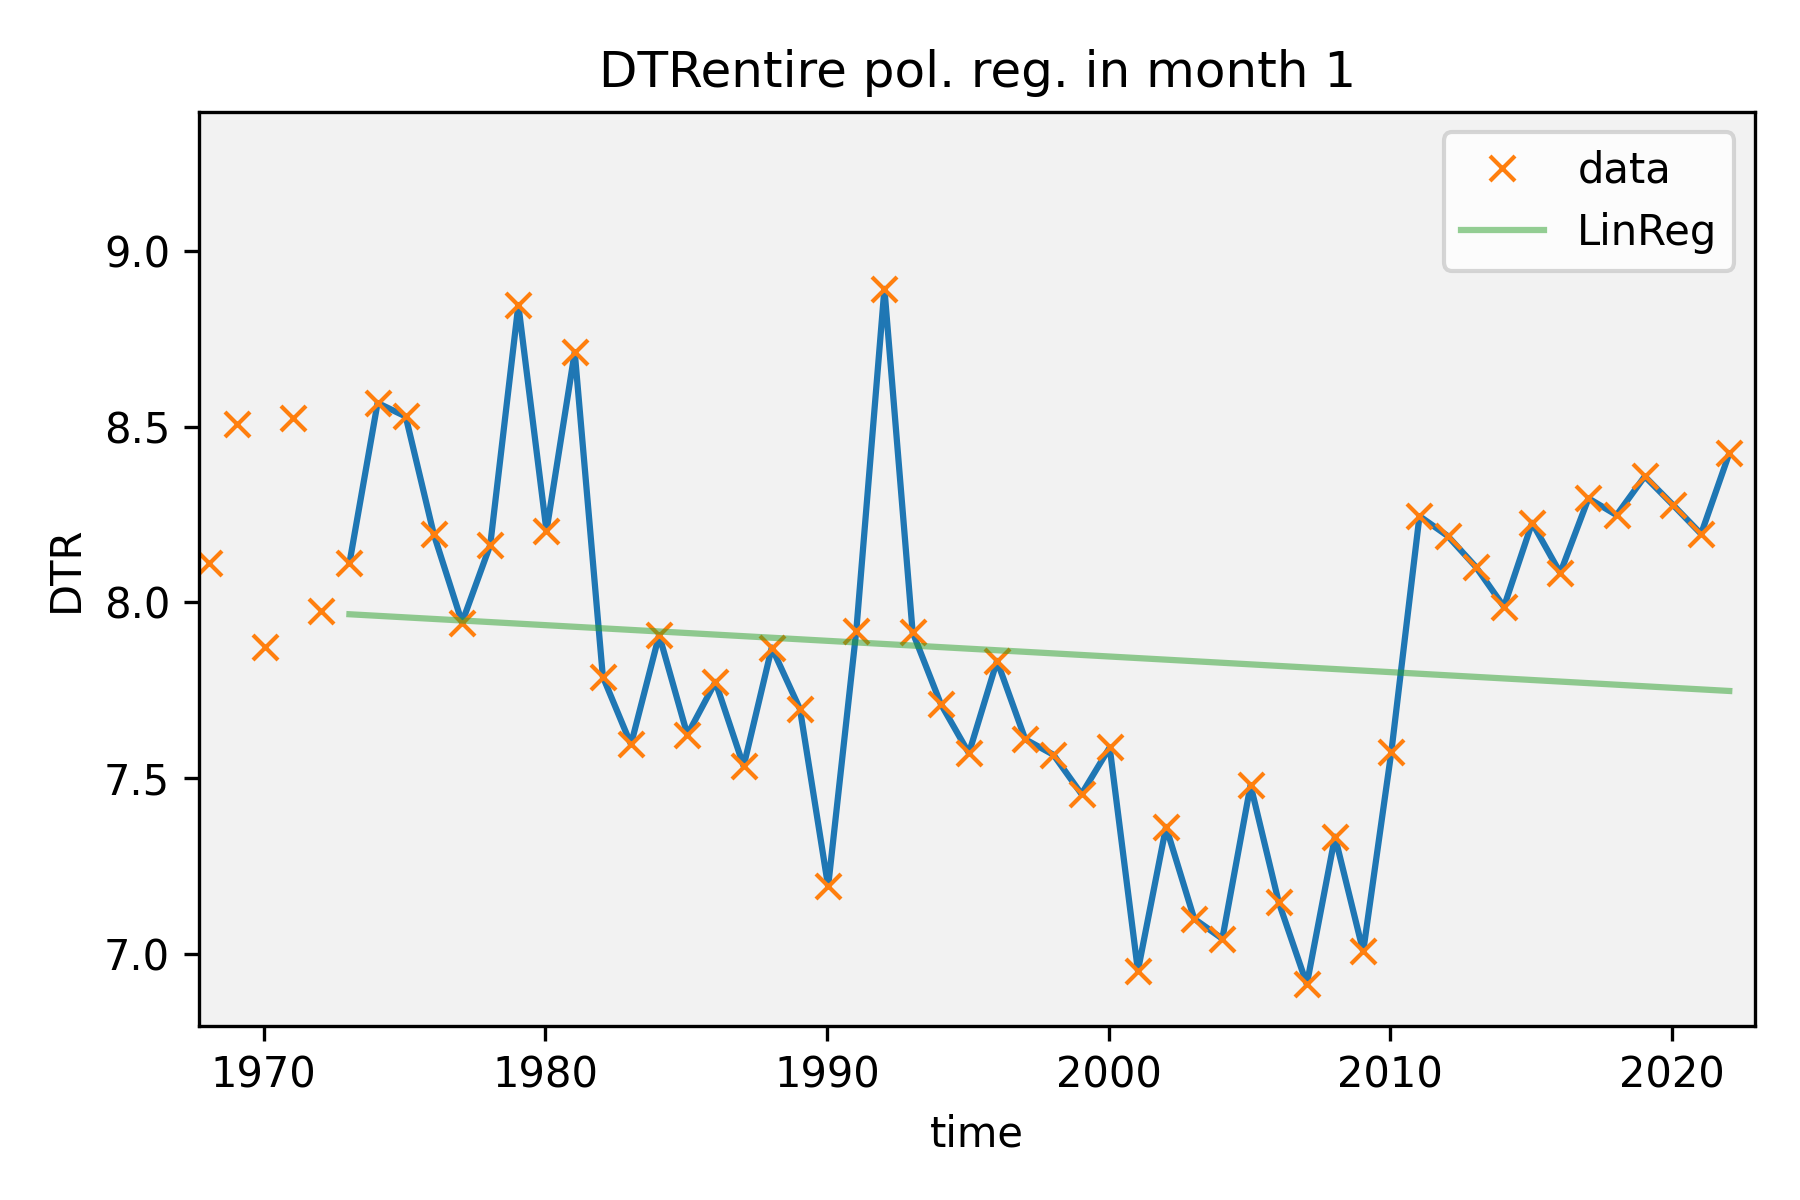 DTRentire pol. reg. in month 1
data
LinReg
DTR
9.0
8.5
8.0
7.5
7.0
1970 1980 1990 2000 2010 2020
time